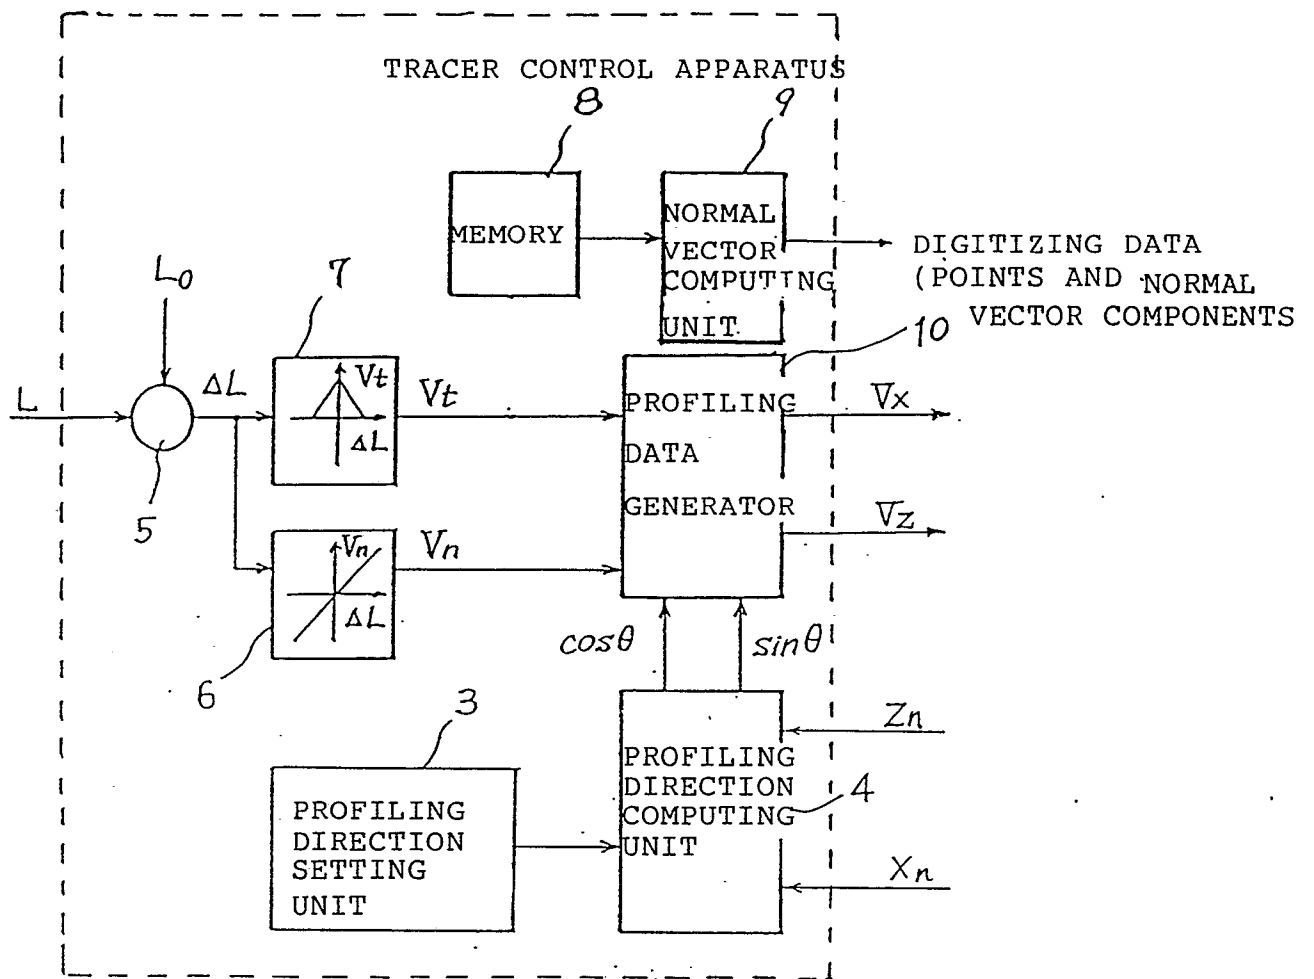 TRACER CONTROL APPARATUS
8
9
MEMORY
NORMAL
VECTOR
COMPUTING
UNIT
DIGITIZING DATA
(POINTS AND NORMAL
VECTOR COMPONENTS
L0
7
10
L
ΔL
Vt
ΔL
Vt
PROFILING
DATA
GENERATOR
Vx
Vz
5
Vn
ΔL
Vn
6
cosθ
sinθ
3
PROFILING
DIRECTION
SETTING
UNIT
PROFILING
DIRECTION
COMPUTING
UNIT
4
Zn
Xn